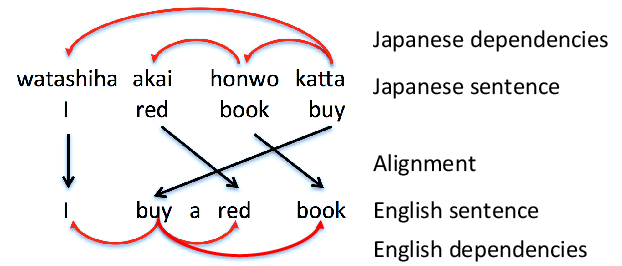 Japanese dependencies
watashiha akai honwo katta Japanese sentence
I red book buy
Alignment
I buy a red book English sentence
English dependencies